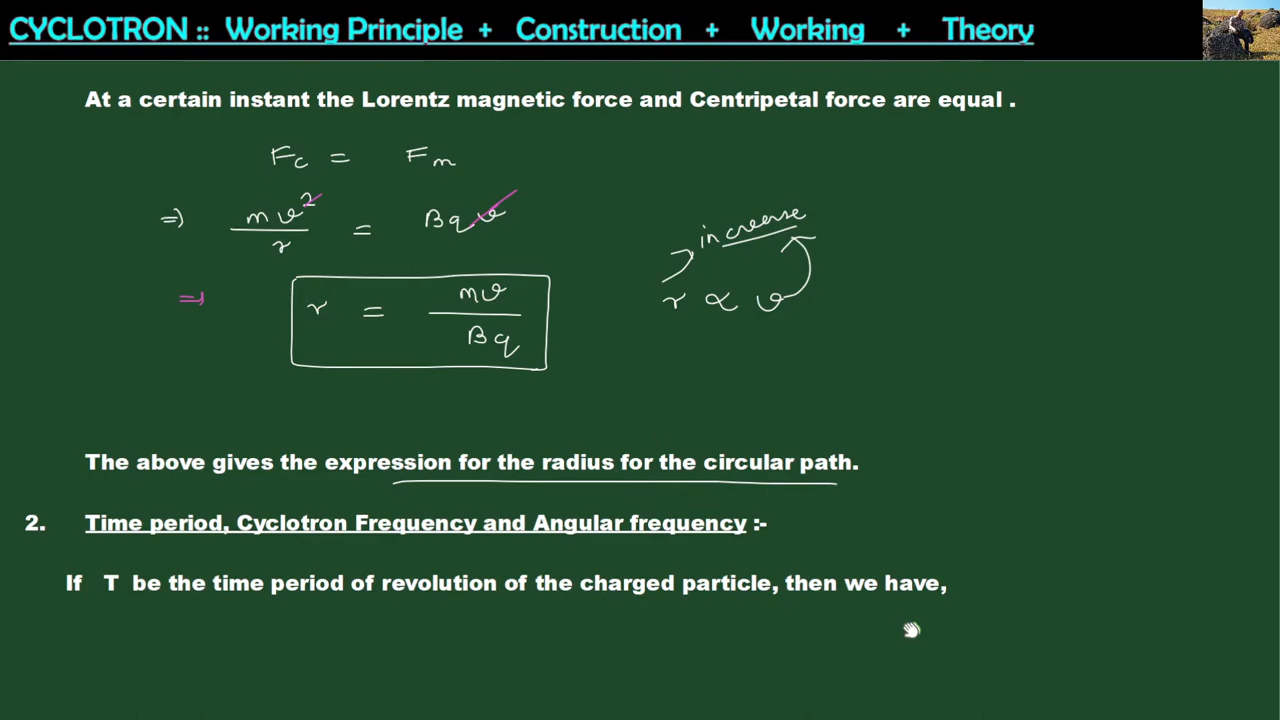 CYCLOTRON :: Working Principle + Construction + Working + Theory
At a certain instant the Lorentz magnetic force and Centripetal force are equal .
Fc = Fm
⇒ mv²/r = Bqv
increase
⇒ r = mv/Bq
r ∝ v
The above gives the expression for the radius for the circular path.
2. Time period, Cyclotron Frequency and Angular frequency :-
If T be the time period of revolution of the charged particle, then we have,